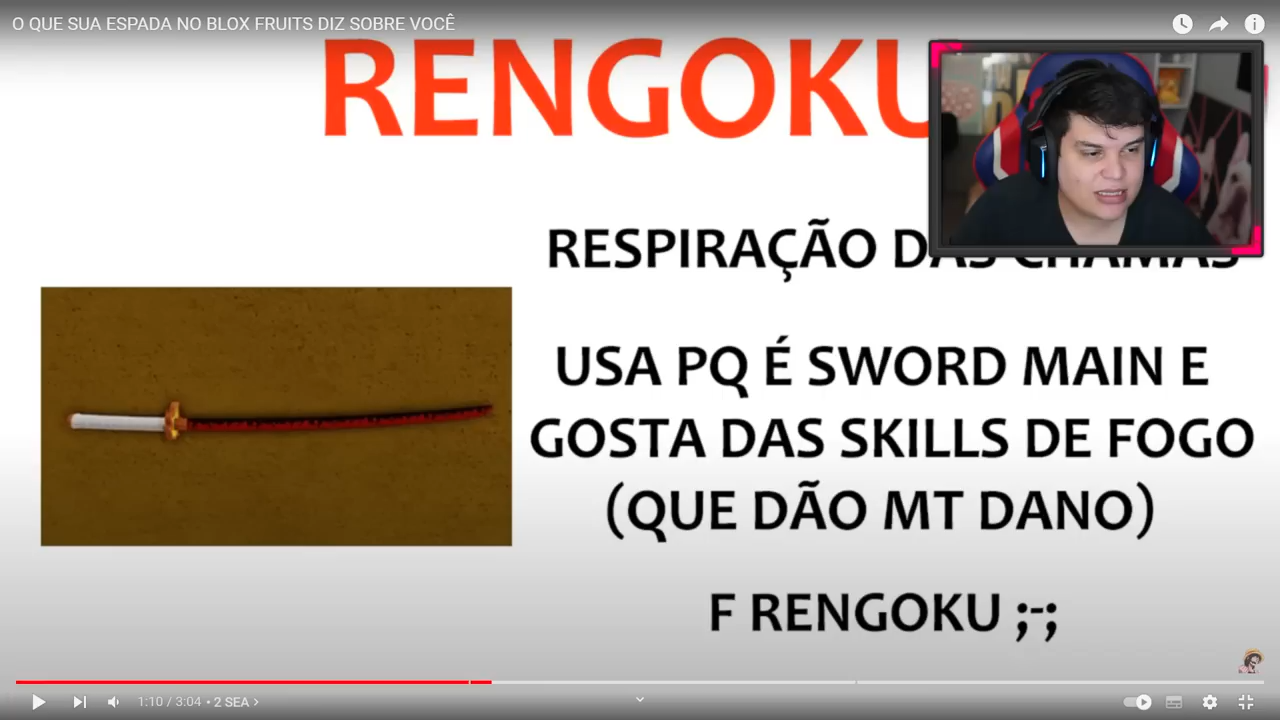 O QUE SUA ESPADA NO BLOX FRUITS DIZ SOBRE VOCÊ
RENGOKU
RESPIRAÇÃO DAS CHAMAS
USA PQ É SWORD MAIN E
GOSTA DAS SKILLS DE FOGO
(QUE DÃO MT DANO)
F RENGOKU ;-;
1:10 / 3:04 • 2 SEA >